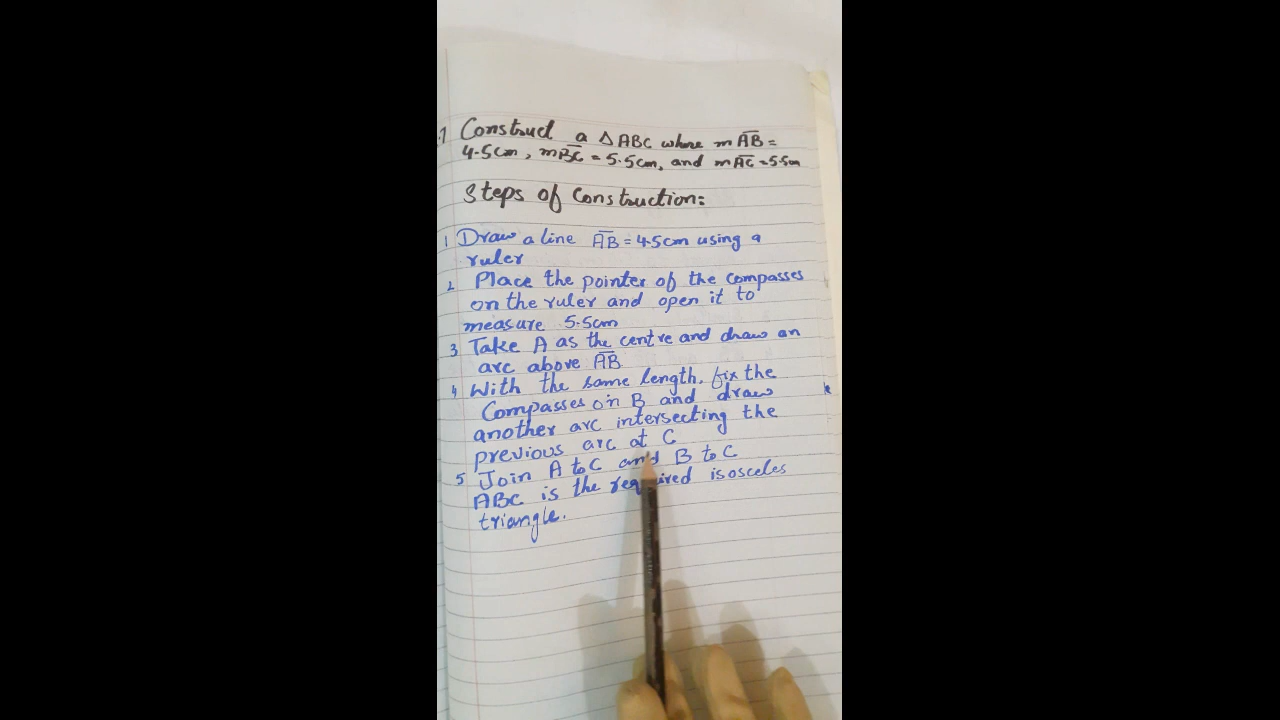 1 Construct a △ABC where mAB =
4.5cm, mBC = 5.5cm, and mAC = 5.5cm
Steps of Construction:
1 Draw a line AB = 4.5cm using a
ruler
2 Place the pointer of the compasses
on the ruler and open it to
measure 5.5cm
3 Take A as the centre and draw an
arc above AB
4 With the same length, fix the
Compasses on B and draw
another arc intersecting the
previous arc at C
5 Join A to C and B to C
ABC is the required isosceles
triangle.